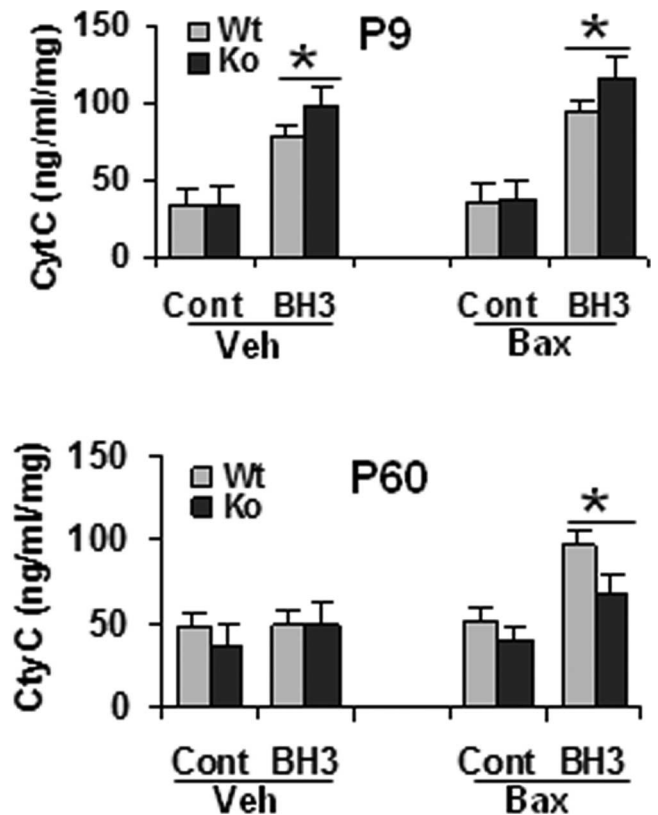 150
Wt
P9
*
*
Ko
100
50
0
CytC (ng/ml/mg)
Cont BH3 Cont BH3
Veh Bax
150
Wt
P60
Ko
*
100
50
0
CtyC (ng/ml/mg)
Cont BH3 Cont BH3
Veh Bax